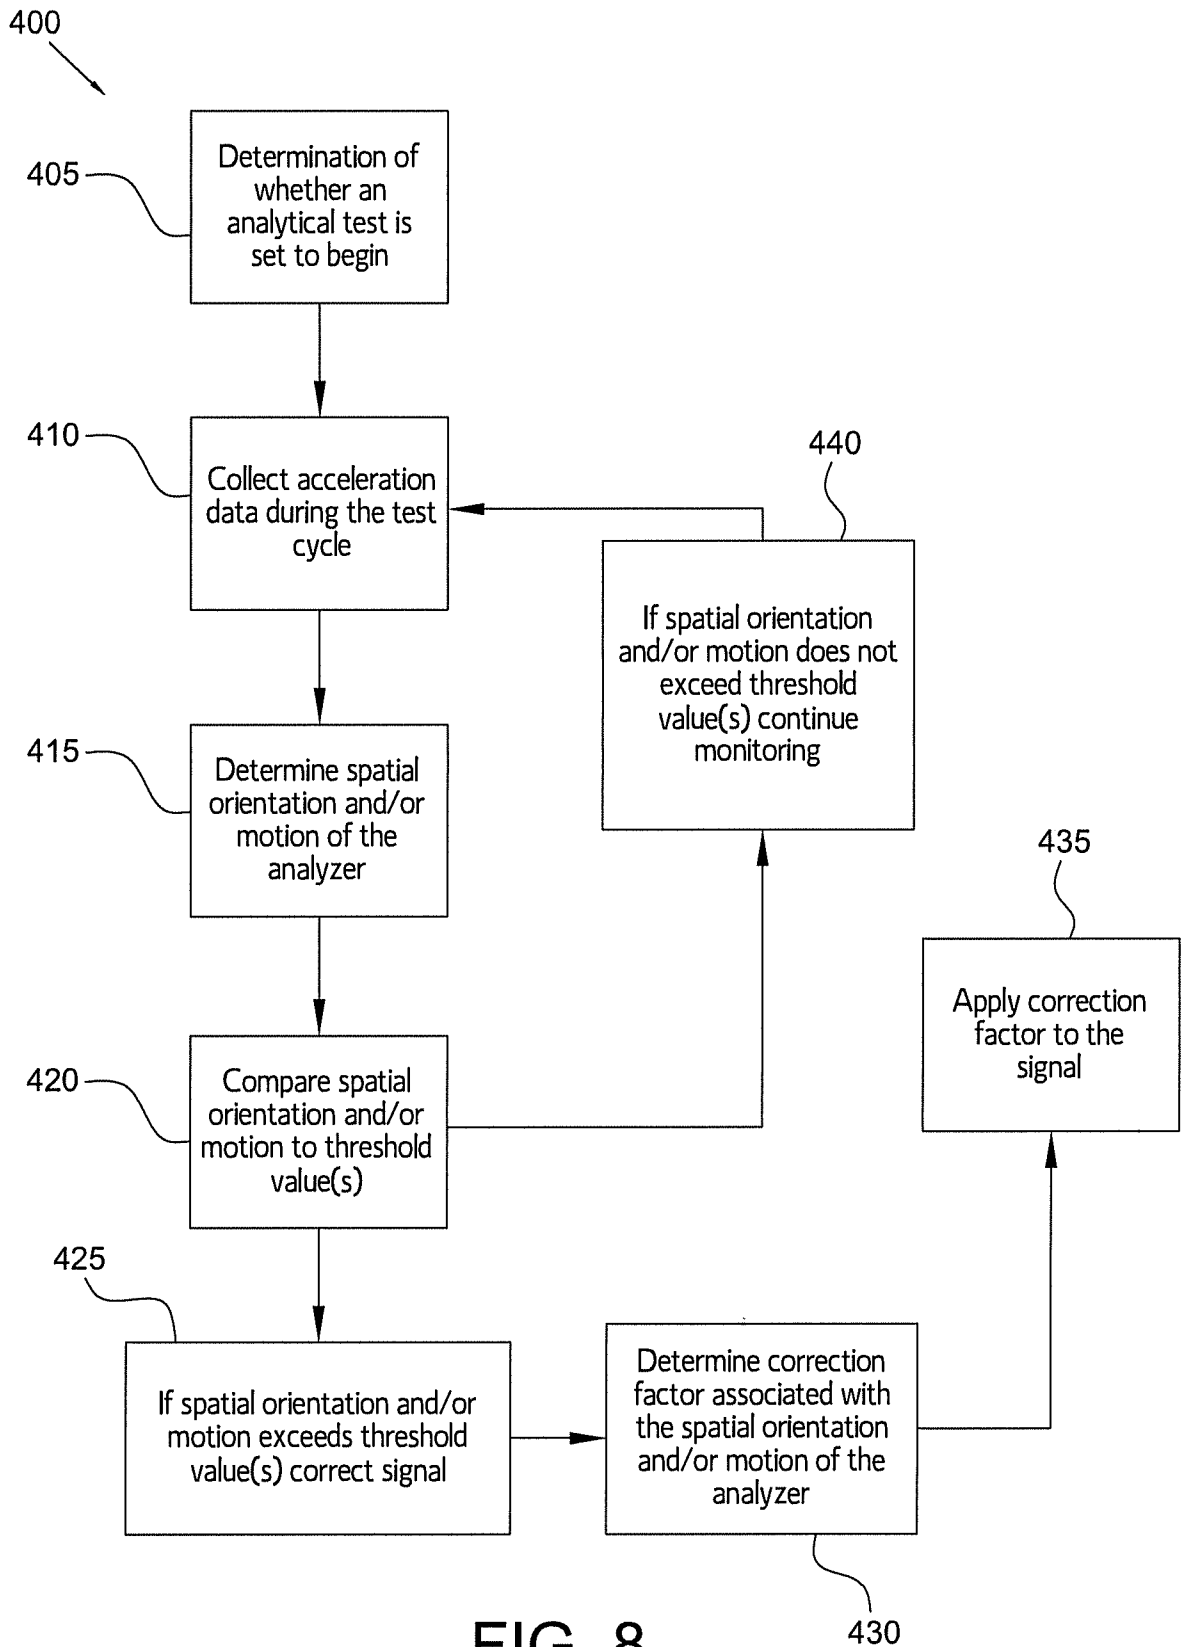 400
405
Determination of
whether an
analytical test is
set to begin
410
Collect acceleration
data during the test
cycle
440
If spatial orientation
and/or motion does not
exceed threshold
value(s) continue
monitoring
415
Determine spatial
orientation and/or
motion of the
analyzer
435
Apply correction
factor to the
signal
420
Compare spatial
orientation and/or
motion to threshold
value(s)
425
If spatial orientation and/or
motion exceeds threshold
value(s) correct signal
Determine correction
factor associated with
the spatial orientation
and/or motion of the
analyzer
430
FIG. 8